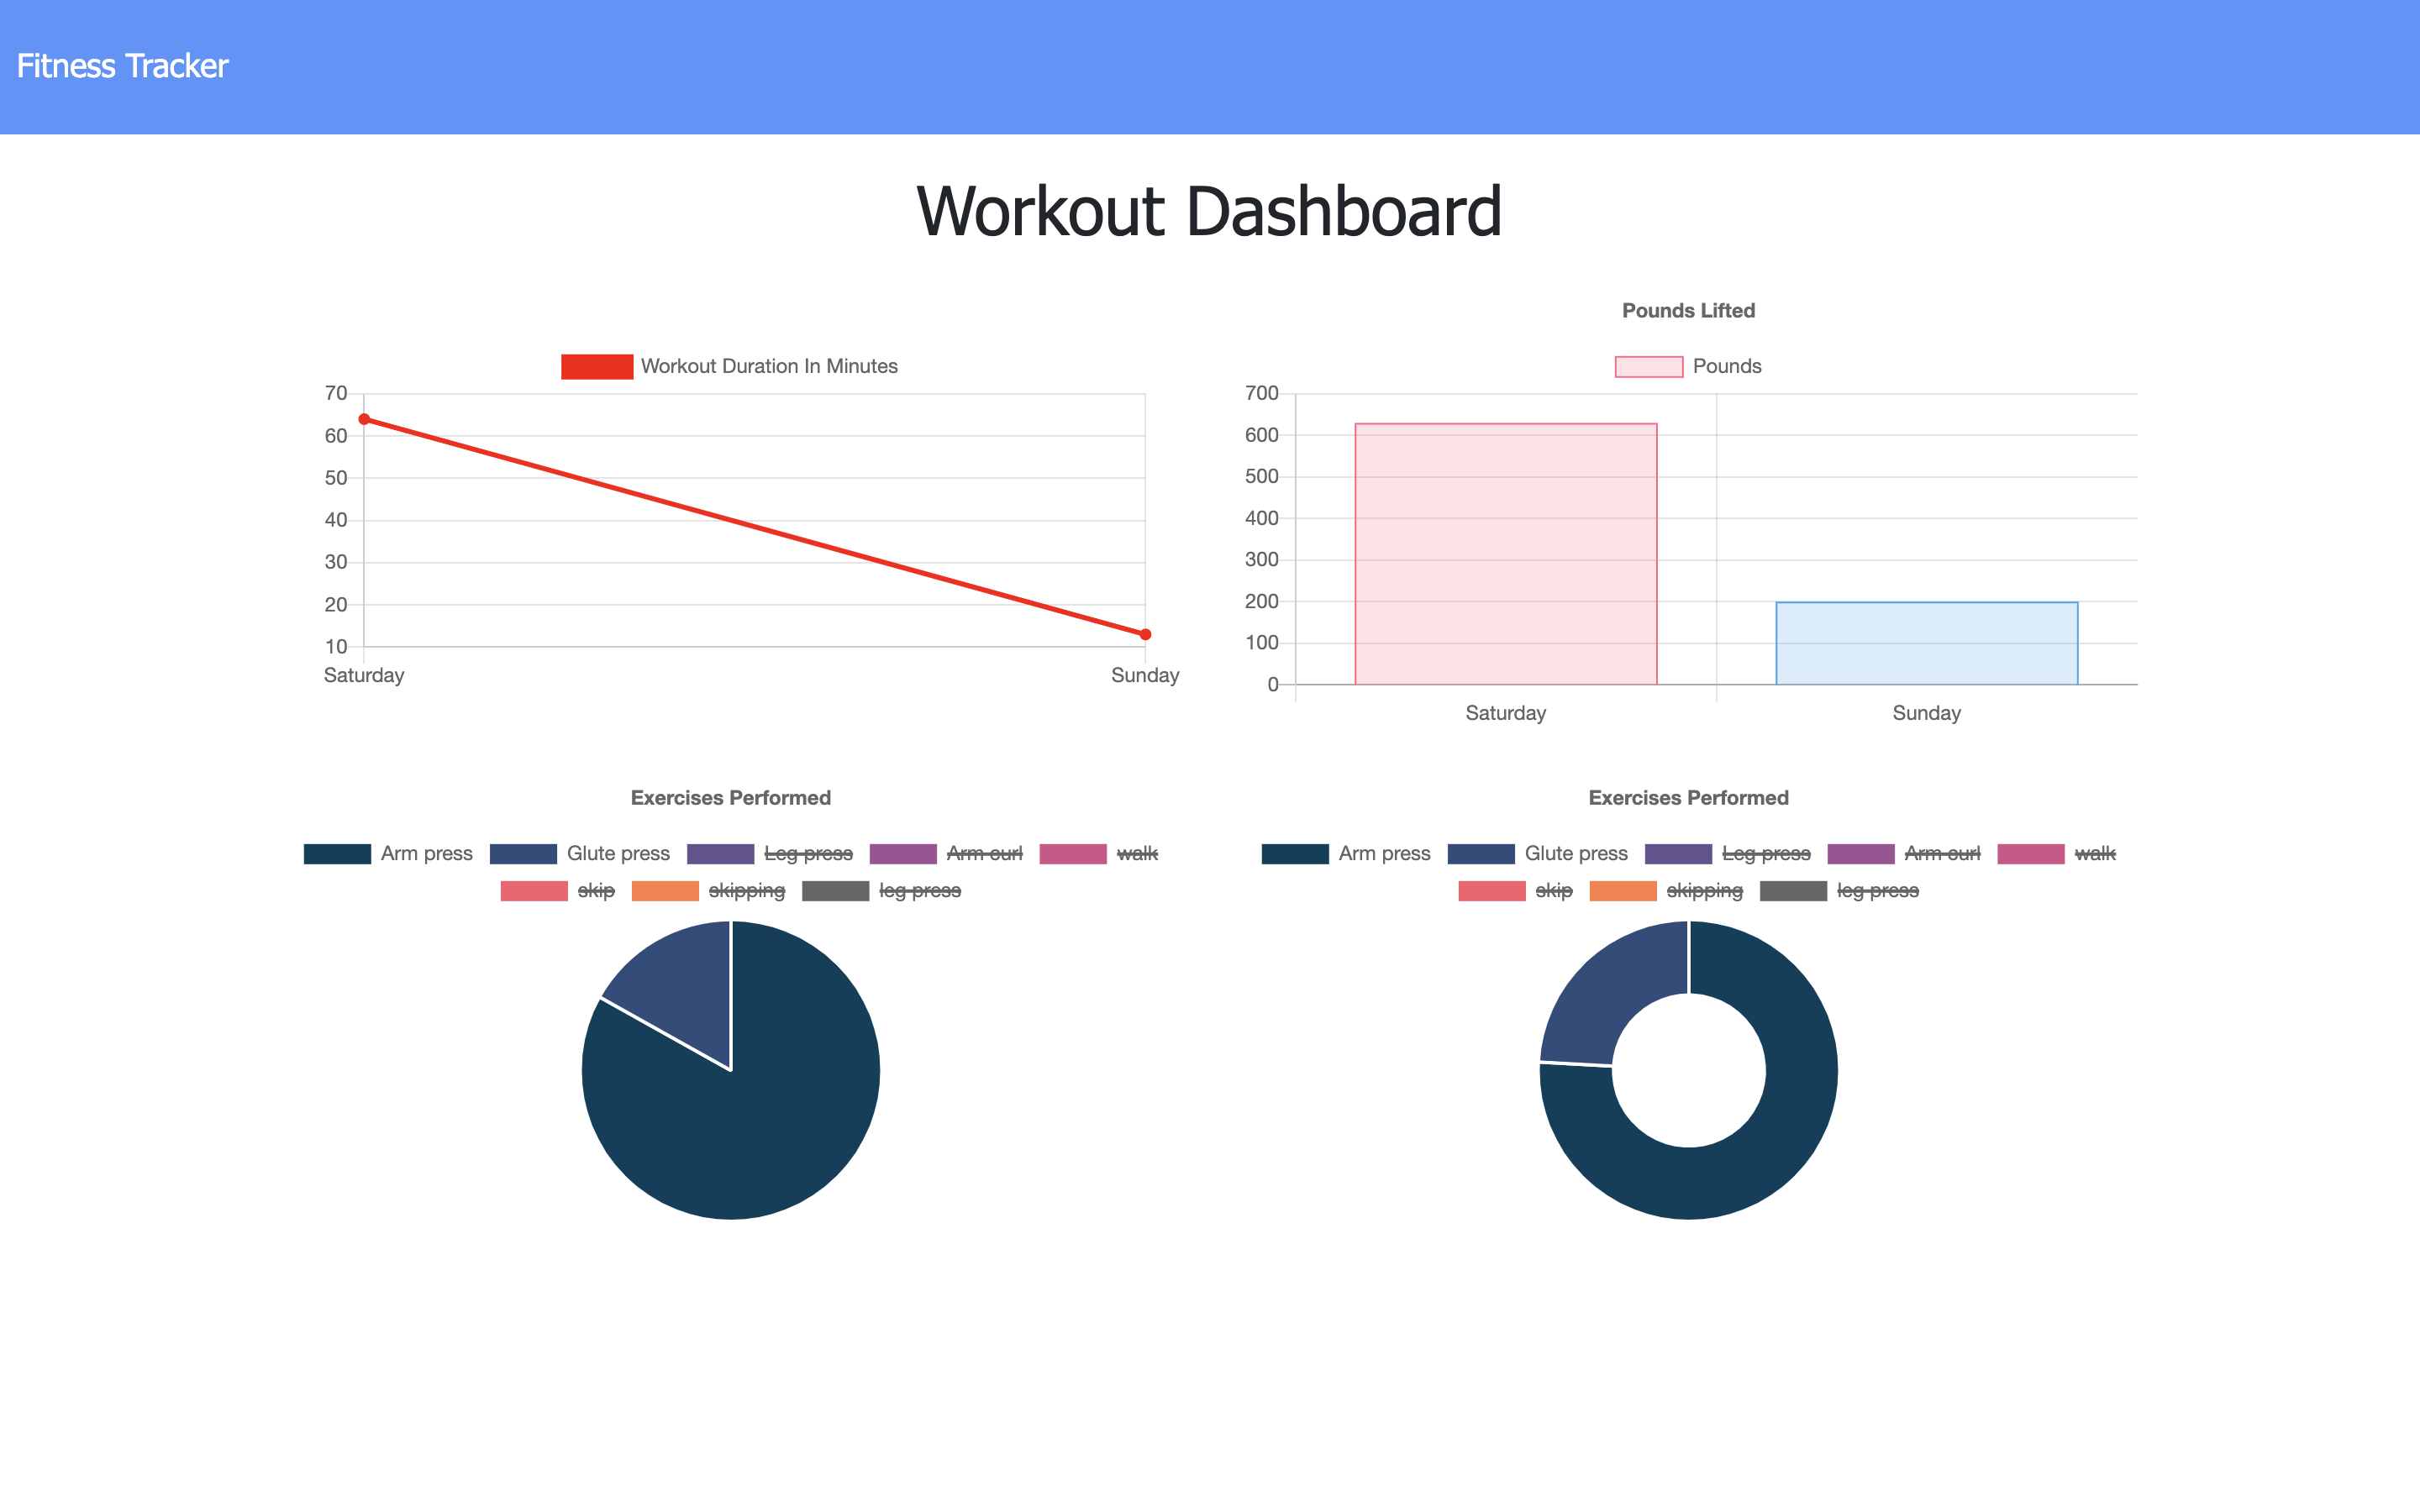 Fitness Tracker
Workout Dashboard
Workout Duration In Minutes
70
60
50
40
30
20
10
Saturday Sunday
Pounds Lifted
Pounds
700
600
500
400
300
200
100
0
Saturday Sunday
Exercises Performed
Arm press Glute press Leg press Arm curl walk
skip skipping leg press
Exercises Performed
Arm press Glute press Leg press Arm curl walk
skip skipping leg press